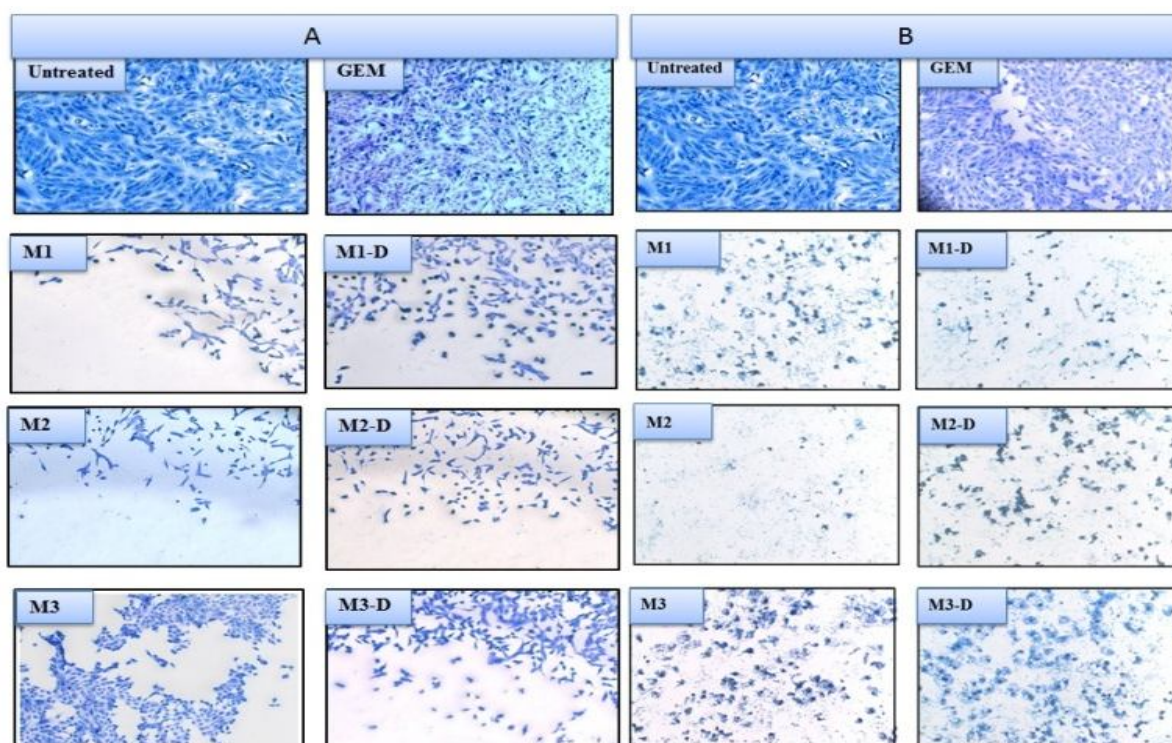 A
B
Untreated
GEM
Untreated
GEM
M1
M1-D
M1
M1-D
M2
M2-D
M2
M2-D
M3
M3-D
M3
M3-D